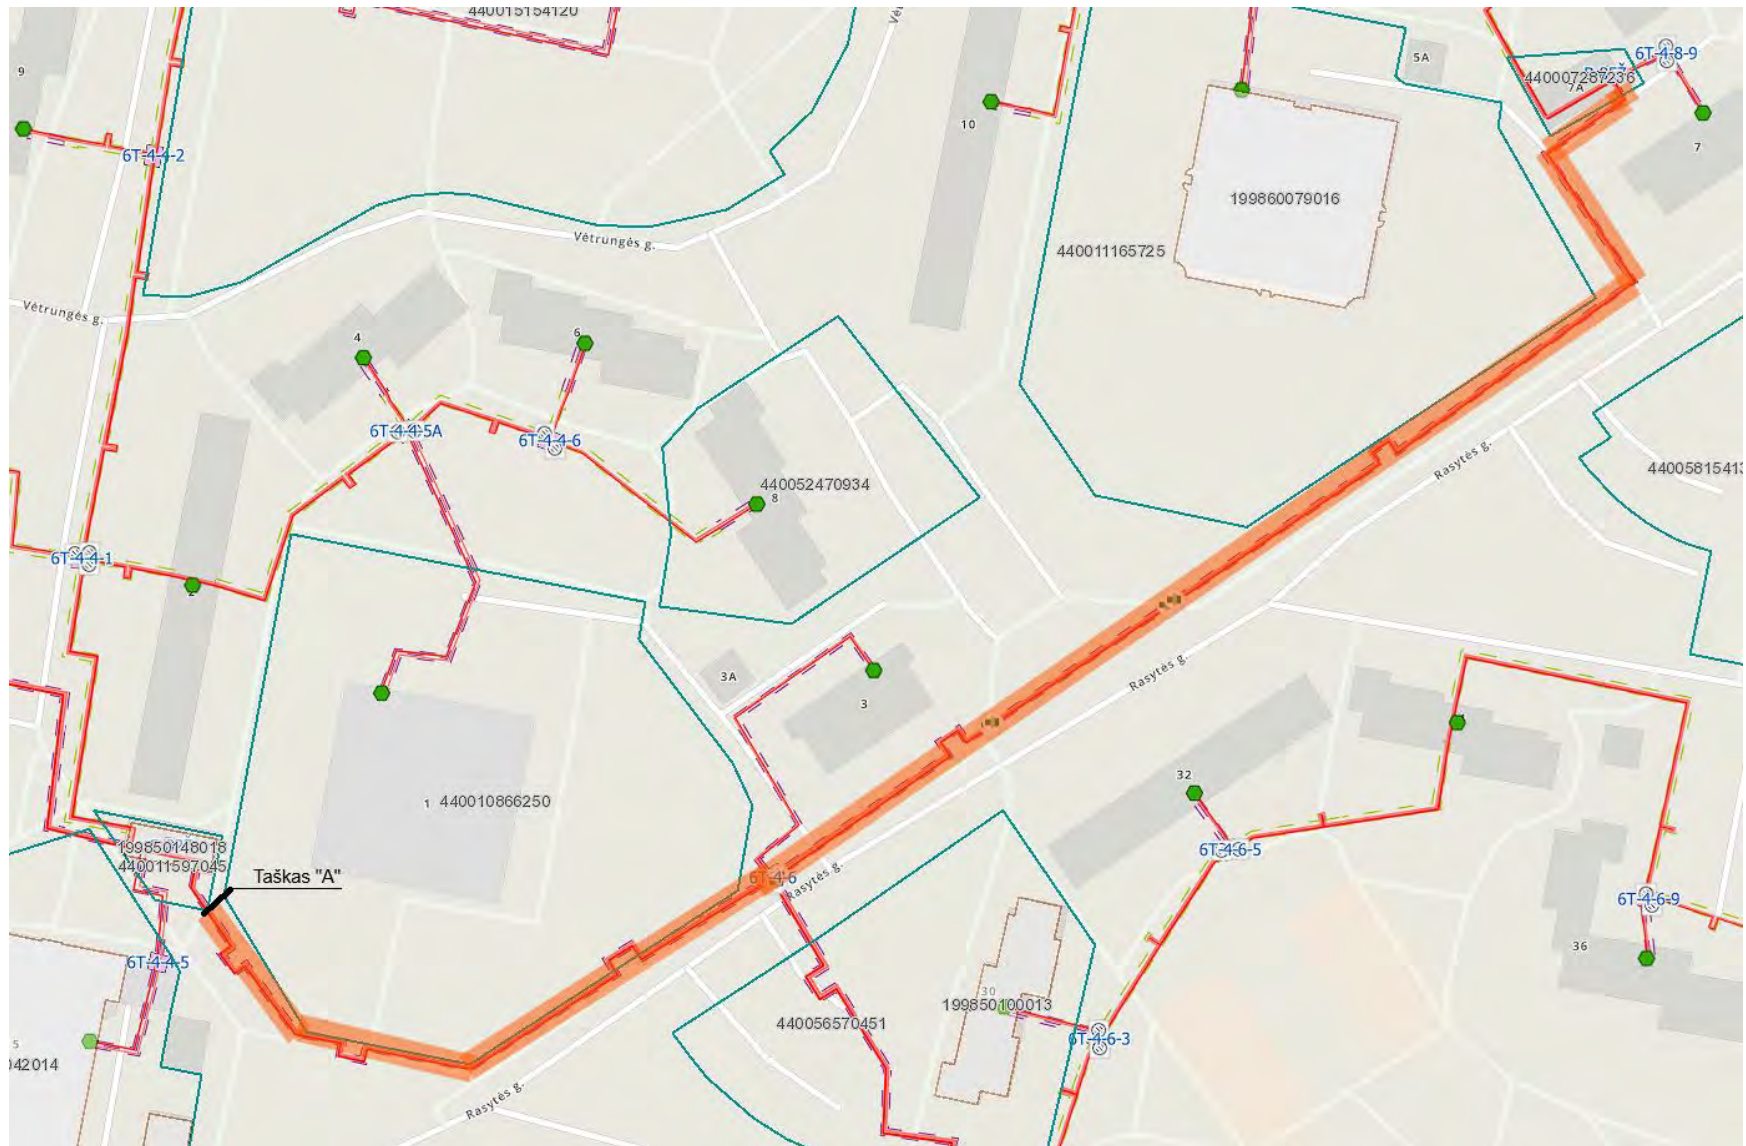 440015154120
9
5A
6T-4-8-9
440007287236
7A
10
7
6T-4-4-2
199860079016
Vėtrungės g.
440011165725
Vėtrungės g.
4
6
6T-4-4-5A
6T-4-4-6
Rasytės g.
440052470934
8
6T-4-4-1
2
3A
3
Rasytės g.
32
1 440010866250
199850148018
440011597045
6T-4-6-5
Taškas "A"
6T-4-6
Rasytės g.
6T-4-6-9
36
6T-4-4-5
30
199850100013
440056570451
6T-4-6-3
5
042014
Rasytės g.